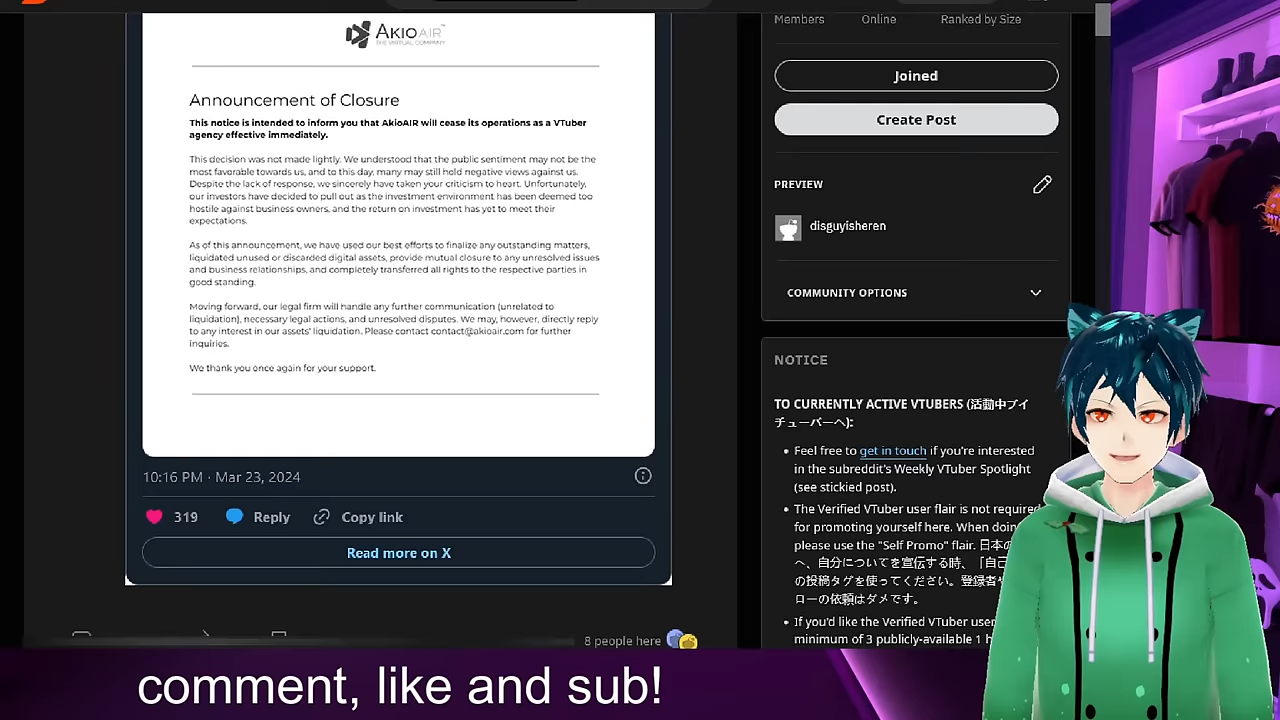 AKIOAIR™
THE VIRTUAL COMPANY
Announcement of Closure
This notice is intended to inform you that AkioAIR will cease its operations as a VTuber
agency effective immediately.
This decision was not made lightly. We understood that the public sentiment may not be the
most favorable towards us, and to this day, many may still hold negative views against us.
Despite the lack of response, we sincerely have taken your criticism to heart. Unfortunately,
our investors have decided to pull out as the investment environment has been deemed too
hostile against business owners, and the return on investment has yet to meet their
expectations.
As of this announcement, we have used our best efforts to finalize any outstanding matters,
liquidated unused or discarded digital assets, provide mutual closure to any unresolved issues
and business relationships, and completely transferred all rights to the respective parties in
good standing.
Moving forward, our legal firm will handle any further communication (unrelated to
liquidation), necessary legal actions, and unresolved disputes. We may, however, directly reply
to any interest in our assets' liquidation. Please contact contact@akioair.com for further
inquiries.
We thank you once again for your support.
10:16 PM · Mar 23, 2024
319 Reply Copy link
Read more on X
8 people here
Members Online Ranked by Size
Joined
Create Post
PREVIEW
disguyisheren
COMMUNITY OPTIONS
NOTICE
TO CURRENTLY ACTIVE VTUBERS (活動中ブイ
チューバーへ):
Feel free to get in touch if you're interested
in the subreddit's Weekly VTuber Spotlight
(see stickied post).
The Verified VTuber user flair is not required
for promoting yourself here. When doing
please use the "Self Promo" flair. 日本の
へ、自分についてを宣伝する時、「自己
の投稿タグを使ってください。登録者や
ローの依頼はダメです。
If you'd like the Verified VTuber user
minimum of 3 publicly-available 1 h
comment, like and sub!